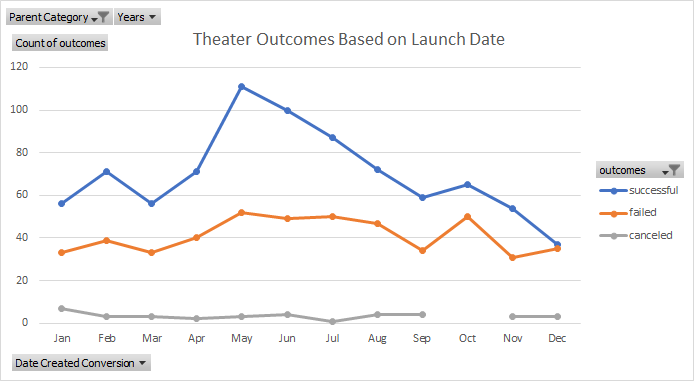 Parent Category Years
Count of outcomes
Theater Outcomes Based on Launch Date
120
100
80
60
40
20
0
Jan Feb Mar Apr May Jun Jul Aug Sep Oct Nov Dec
outcomes
successful
failed
canceled
Date Created Conversion